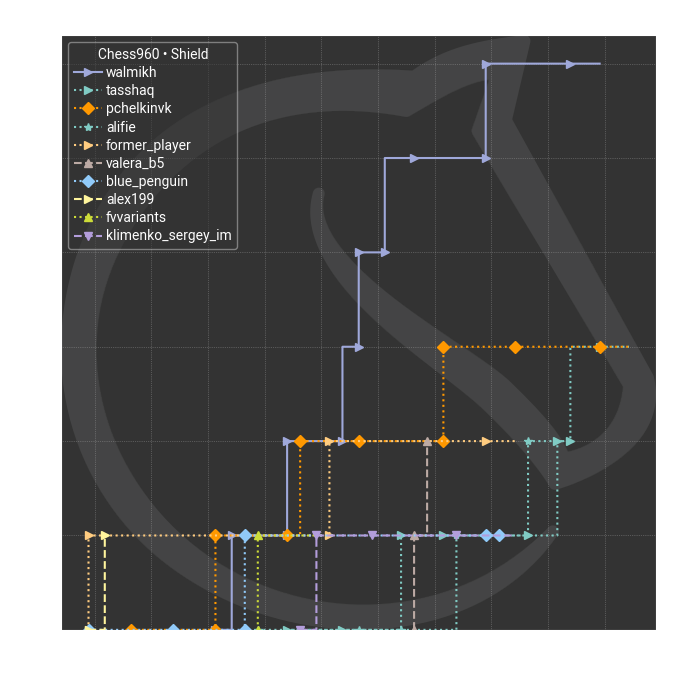 Chess960 • Shield
walmikh
tasshaq
pchelkinvk
alifie
former_player
valera_b5
blue_penguin
alex199
fvvariants
klimenko_sergey_im